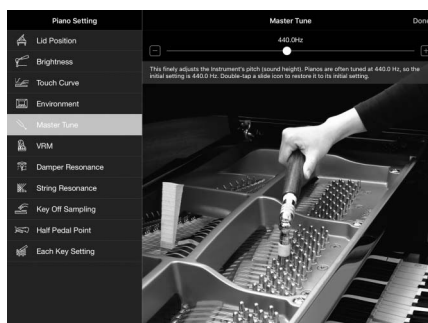 Piano Setting
Master Tune
Done
Lid Position
Brightness
Touch Curve
Environment
Master Tune
VRM
Damper Resonance
String Resonance
Key Off Sampling
Half Pedal Point
Each Key Setting
440.0Hz
This finely adjusts the Instrument's pitch (sound height). Pianos are often tuned at 440.0 Hz, so the
initial setting is 440.0 Hz. Double-tap a slide icon to restore it to its initial setting.